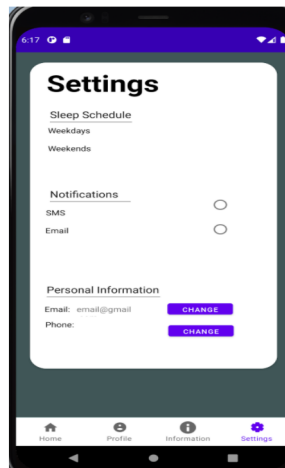 6:17
Settings
Sleep Schedule
Weekdays
Weekends
Notifications
SMS
Email
Personal Information
Email: email@gmail CHANGE
Phone: CHANGE
Home Profile Information Settings